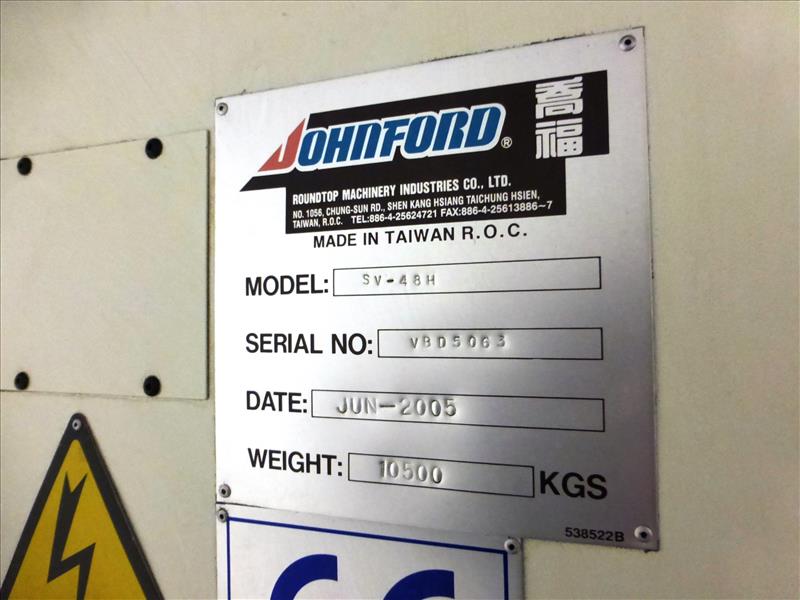 JOHNFORD® 喬福
ROUNDTOP MACHINERY INDUSTRIES CO., LTD.
NO. 1056, CHUNG-SUN RD., SHEN KANG HSIANG TAICHUNG HSIEN,
TAIWAN, R.O.C. TEL:886-4-25624721 FAX:886-4-25613886~7
MADE IN TAIWAN R.O.C.
MODEL: SV-48H
SERIAL NO: VBD5063
DATE: JUN-2005
WEIGHT: 10500 KGS
538522B
CE